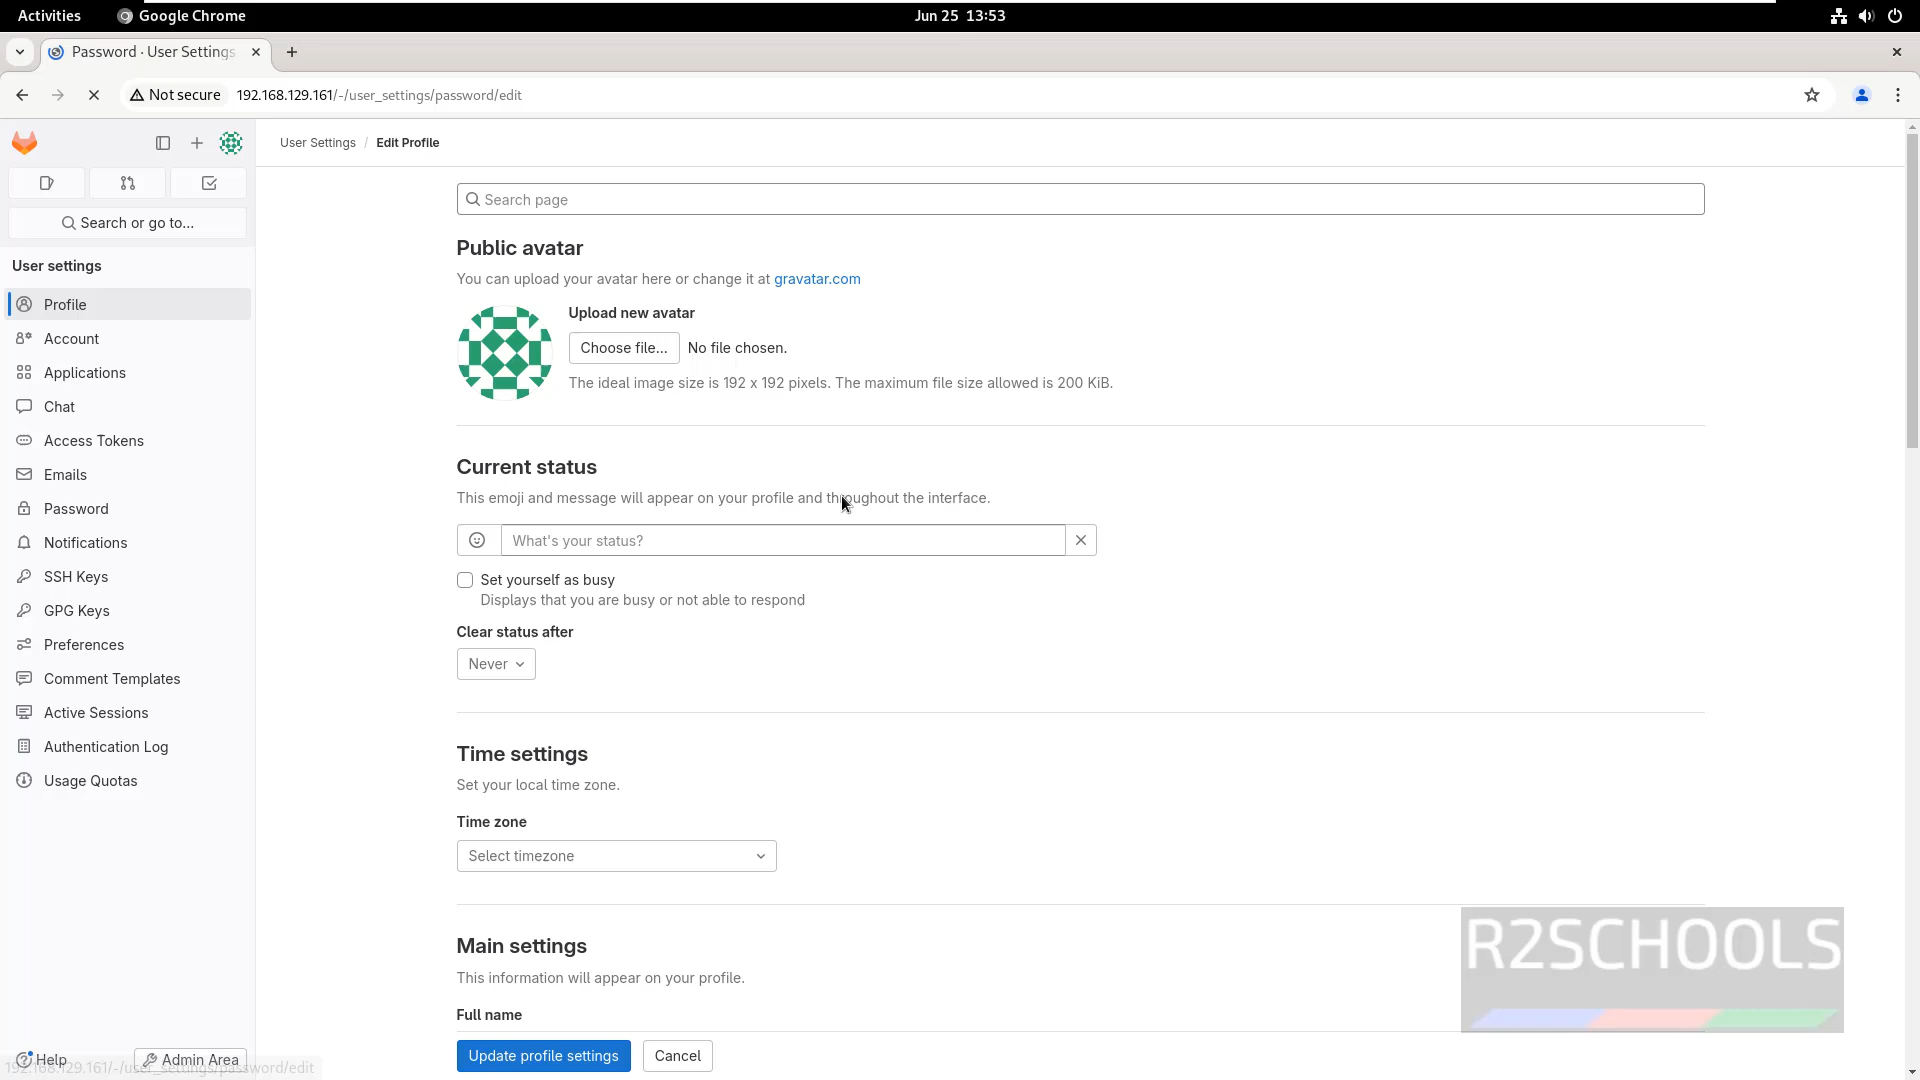 Activities
Google Chrome
Jun 25 13:53
Password · User Settings
Not secure
192.168.129.161/-/user_settings/password/edit
User Settings / Edit Profile
Search page
Search or go to...
User settings
Profile
Account
Applications
Chat
Access Tokens
Emails
Password
Notifications
SSH Keys
GPG Keys
Preferences
Comment Templates
Active Sessions
Authentication Log
Usage Quotas
Help
Admin Area
192.168.129.161/-/user_settings/password/edit
Public avatar
You can upload your avatar here or change it at gravatar.com
Upload new avatar
Choose file... No file chosen.
The ideal image size is 192 x 192 pixels. The maximum file size allowed is 200 KiB.
Current status
This emoji and message will appear on your profile and throughout the interface.
What's your status?
Set yourself as busy
Displays that you are busy or not able to respond
Clear status after
Never
Time settings
Set your local time zone.
Time zone
Select timezone
Main settings
This information will appear on your profile.
Full name
Update profile settings
Cancel
R2SCHOOLS